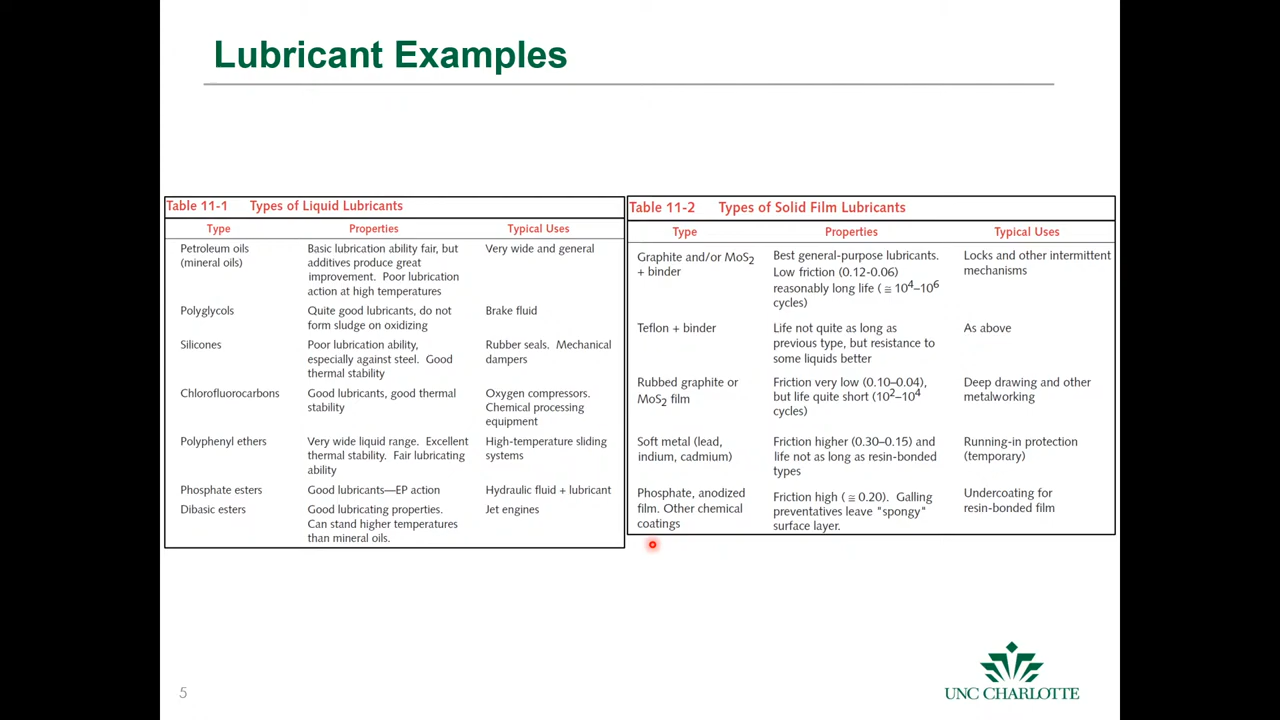 Lubricant Examples
Table 11-1 Types of Liquid Lubricants
Type Properties Typical Uses
Petroleum oils Basic lubrication ability fair, but Very wide and general
(mineral oils) additives produce great
improvement. Poor lubrication
action at high temperatures
Polyglycols Quite good lubricants, do not Brake fluid
form sludge on oxidizing
Silicones Poor lubrication ability, Rubber seals. Mechanical
especially against steel. Good dampers
thermal stability
Chlorofluorocarbons Good lubricants, good thermal Oxygen compressors.
stability Chemical processing
equipment
Polyphenyl ethers Very wide liquid range. Excellent High-temperature sliding
thermal stability. Fair lubricating systems
ability
Phosphate esters Good lubricants—EP action Hydraulic fluid + lubricant
Dibasic esters Good lubricating properties. Jet engines
Can stand higher temperatures
than mineral oils.
Table 11-2 Types of Solid Film Lubricants
Type Properties Typical Uses
Graphite and/or MoS2 Best general-purpose lubricants. Locks and other intermittent
+ binder Low friction (0.12-0.06) mechanisms
reasonably long life ( ≅ 10^4–10^6
cycles)
Teflon + binder Life not quite as long as As above
previous type, but resistance to
some liquids better
Rubbed graphite or Friction very low (0.10–0.04), Deep drawing and other
MoS2 film but life quite short (10^2–10^4 metalworking
cycles)
Soft metal (lead, Friction higher (0.30–0.15) and Running-in protection
indium, cadmium) life not as long as resin-bonded (temporary)
types
Phosphate, anodized Friction high ( ≅ 0.20). Galling Undercoating for
film. Other chemical preventatives leave "spongy" resin-bonded film
coatings surface layer.
5
UNC CHARLOTTE